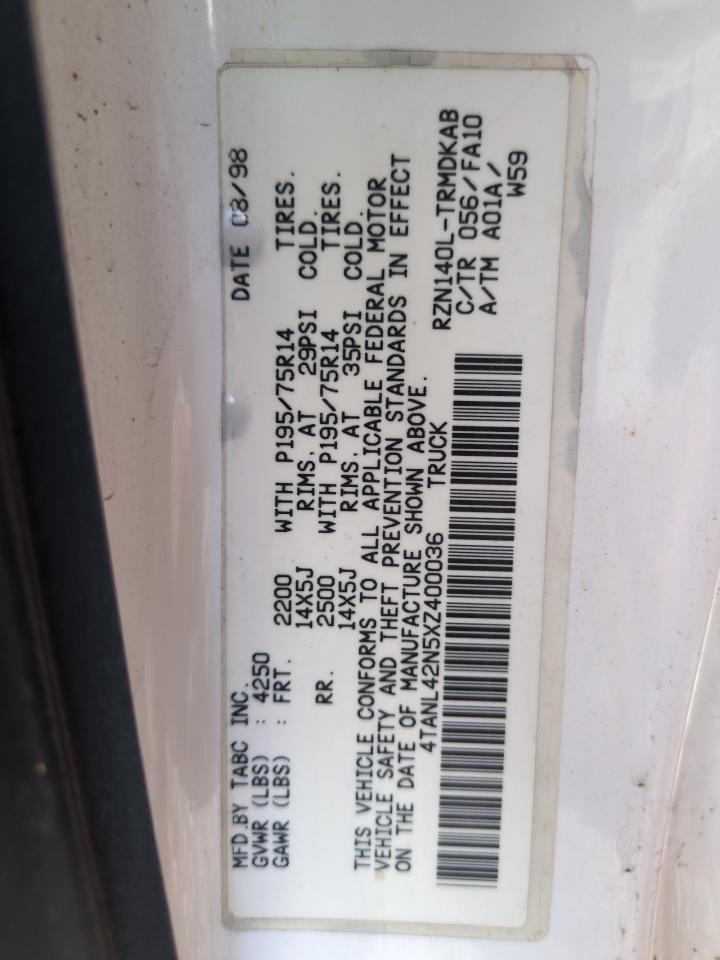 MFD.BY TABC INC. DATE 08/98
GVWR (LBS) : 4250
GAWR (LBS) : FRT. 2200 WITH P195/75R14 TIRES.
14X5J RIMS, AT 29PSI COLD.
RR. 2500 WITH P195/75R14 TIRES.
14X5J RIMS, AT 35PSI COLD.
THIS VEHICLE CONFORMS TO ALL APPLICABLE FEDERAL MOTOR
VEHICLE SAFETY AND THEFT PREVENTION STANDARDS IN EFFECT
ON THE DATE OF MANUFACTURE SHOWN ABOVE.
4TANL42N5XZ400036 TRUCK
RZN140L-TRMDKAB
C/TR 056/FA10
A/TM A01A/
W59